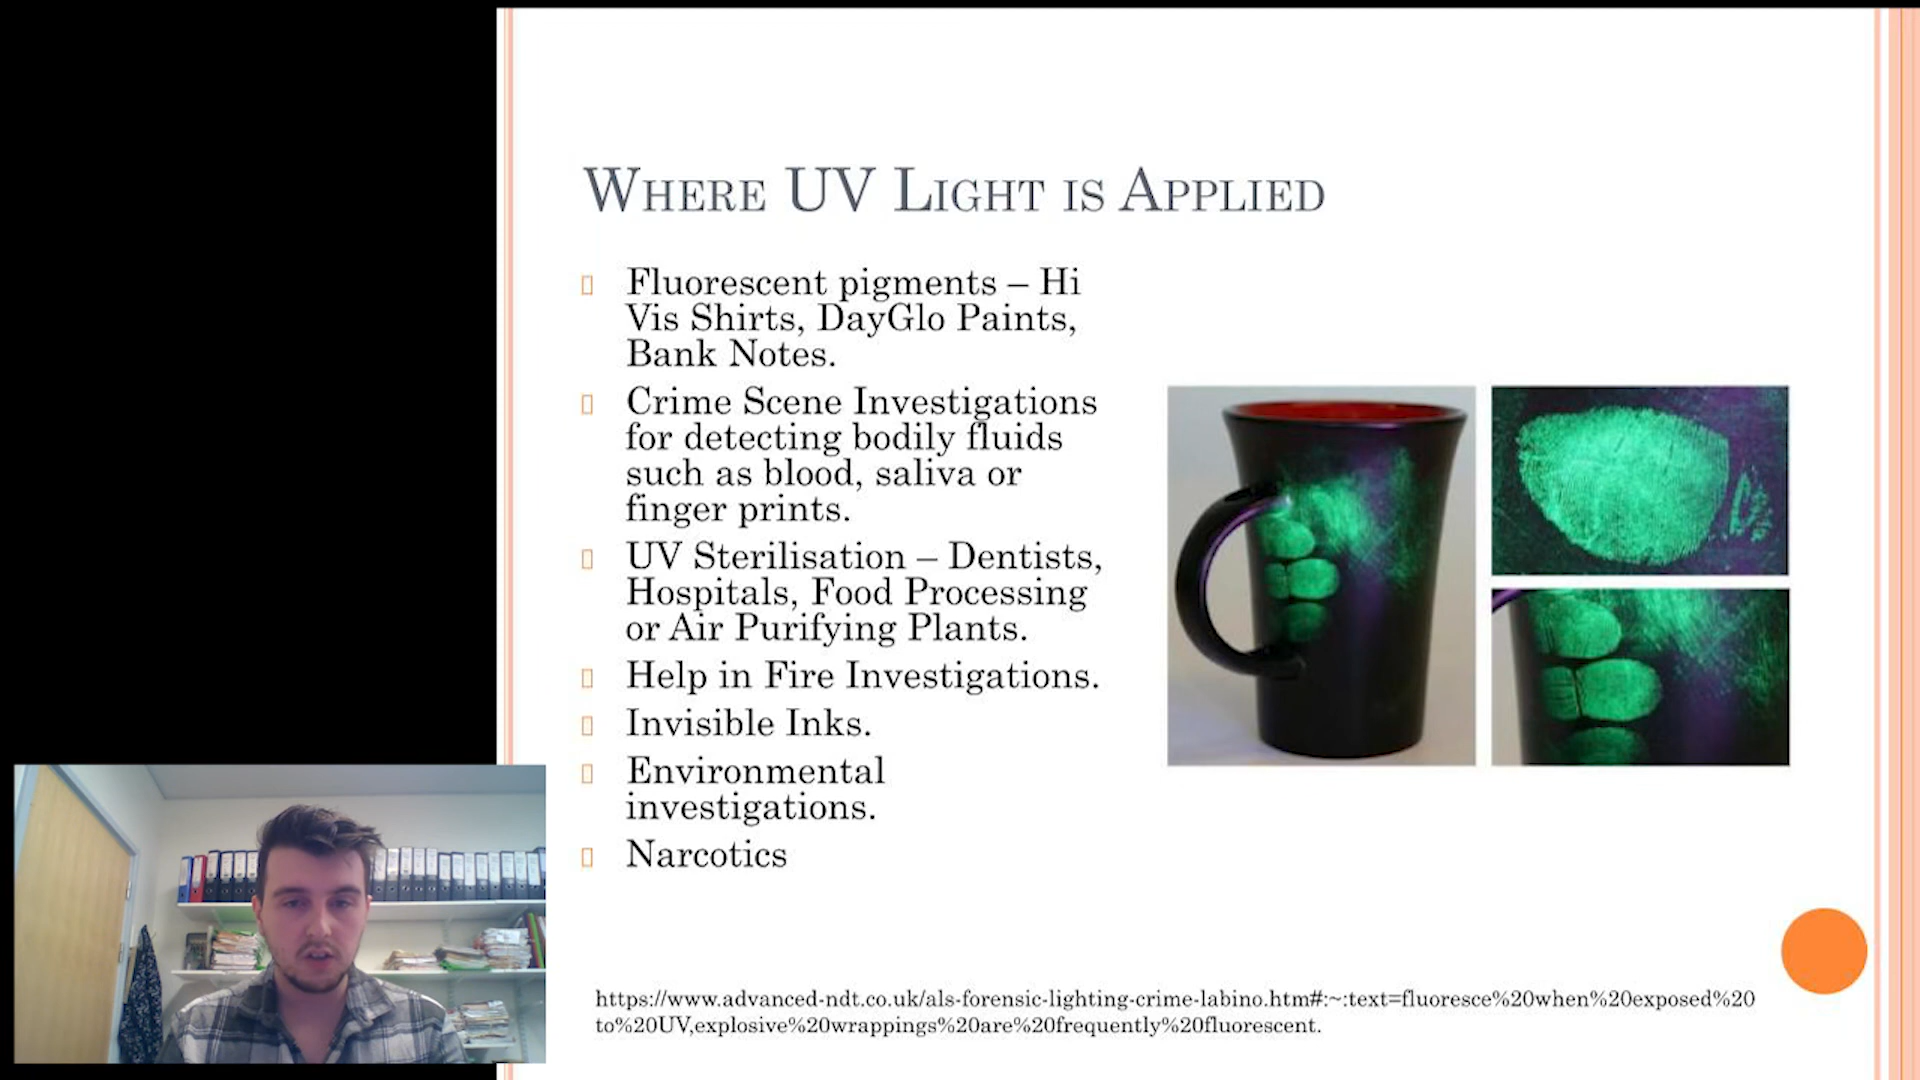 Where UV Light is Applied
Fluorescent pigments – Hi
Vis Shirts, DayGlo Paints,
Bank Notes.
Crime Scene Investigations
for detecting bodily fluids
such as blood, saliva or
finger prints.
UV Sterilisation – Dentists,
Hospitals, Food Processing
or Air Purifying Plants.
Help in Fire Investigations.
Invisible Inks.
Environmental
investigations.
Narcotics
https://www.advanced-ndt.co.uk/als-forensic-lighting-crime-labino.htm#:~:text=fluoresce%20when%20exposed%20
to%20UV,explosive%20wrappings%20are%20frequently%20fluorescent.